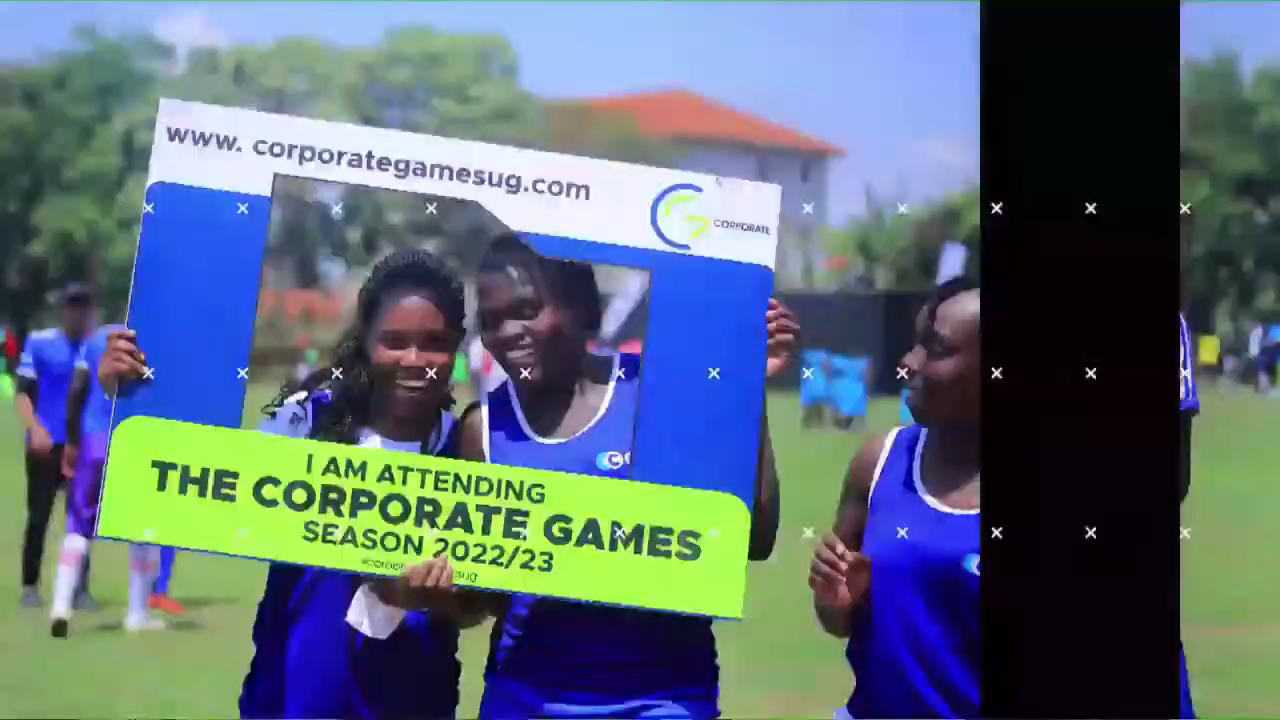 www. corporategamesug.com
CORPORATE
I AM ATTENDING
THE CORPORATE GAMES
SEASON 2022/23